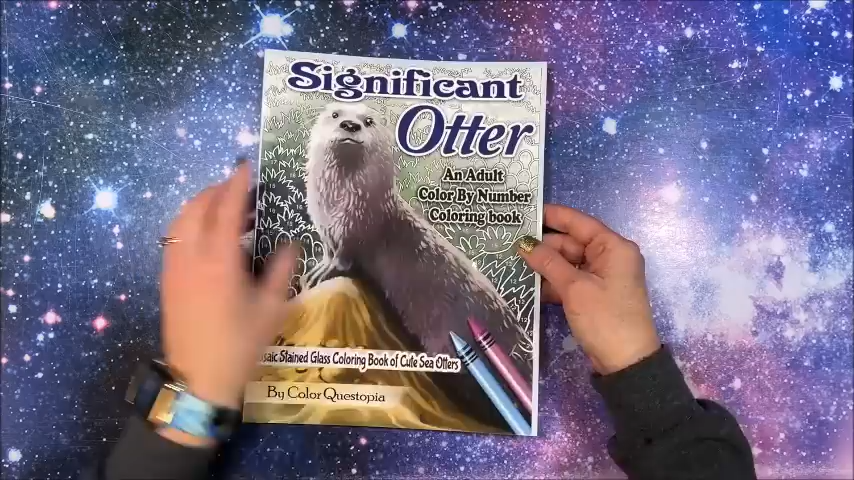 Significant
Otter
An Adult
Color By Number
Coloring book
Stained Glass Coloring Book of Cute Sea Otters
By Color Questopia